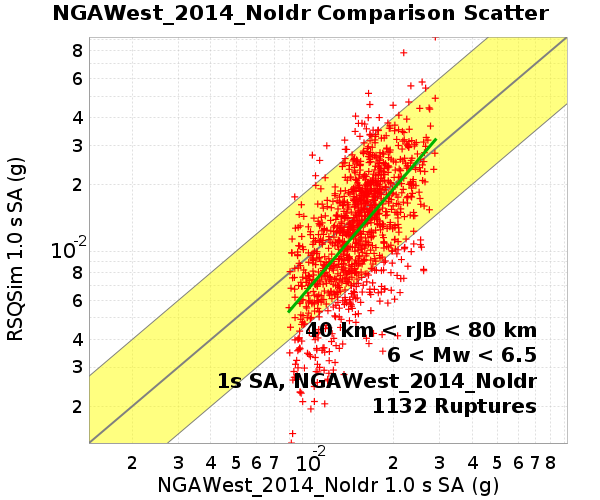 NGAWest_2014_NoIdr Comparison Scatter
RSQSim 1.0 s SA (g)
8
6
4
3
2
10^-2
8
6
4
3
2
40 km < rJB < 80 km
6 < Mw < 6.5
1s SA, NGAWest_2014_NoIdr
1132 Ruptures
2 3 4 5 6 7 10^-2 2 3 4 5 6 7 8
NGAWest_2014_NoIdr 1.0 s SA (g)